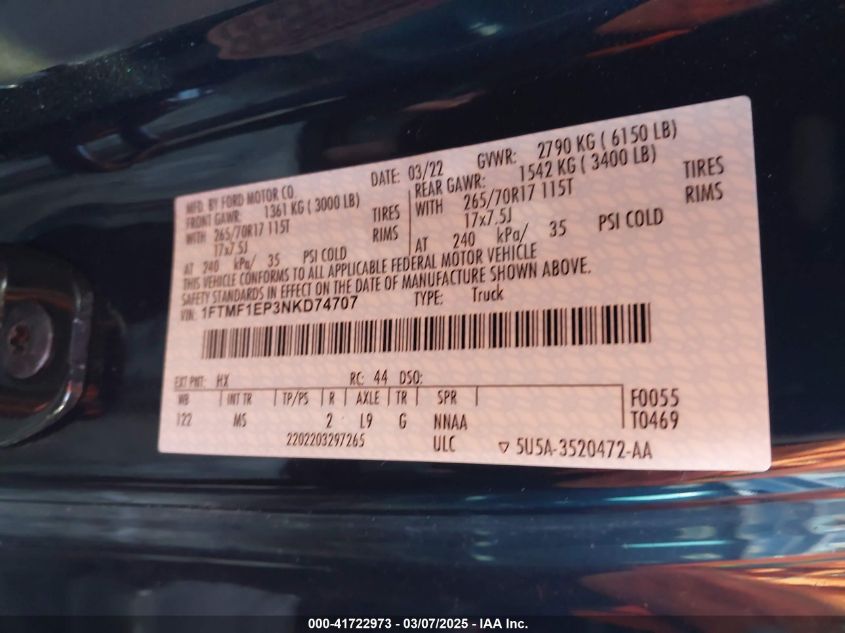 MFD. BY FORD MOTOR CO.
DATE: 03/22 GVWR: 2790 KG ( 6150 LB)
FRONT GAWR: 1361 KG ( 3000 LB)
REAR GAWR: 1542 KG ( 3400 LB)
WITH 265/70R17 115T TIRES
WITH 265/70R17 115T TIRES
17x7.5J RIMS
17x7.5J RIMS
AT 240 kPa/ 35 PSI COLD
AT 240 kPa/ 35 PSI COLD
THIS VEHICLE CONFORMS TO ALL APPLICABLE FEDERAL MOTOR VEHICLE
SAFETY STANDARDS IN EFFECT ON THE DATE OF MANUFACTURE SHOWN ABOVE.
VIN: 1FTMF1EP3NKD74707 TYPE: Truck
EXT PNT: HX RC: 44 DSO:
WB INT TR TP/PS R AXLE TR SPR F0055
122 MS 2 L9 G NNAA T0469
2202203297265 ULC ▽ 5U5A-3520472-AA
000-41722973 - 03/07/2025 - IAA Inc.